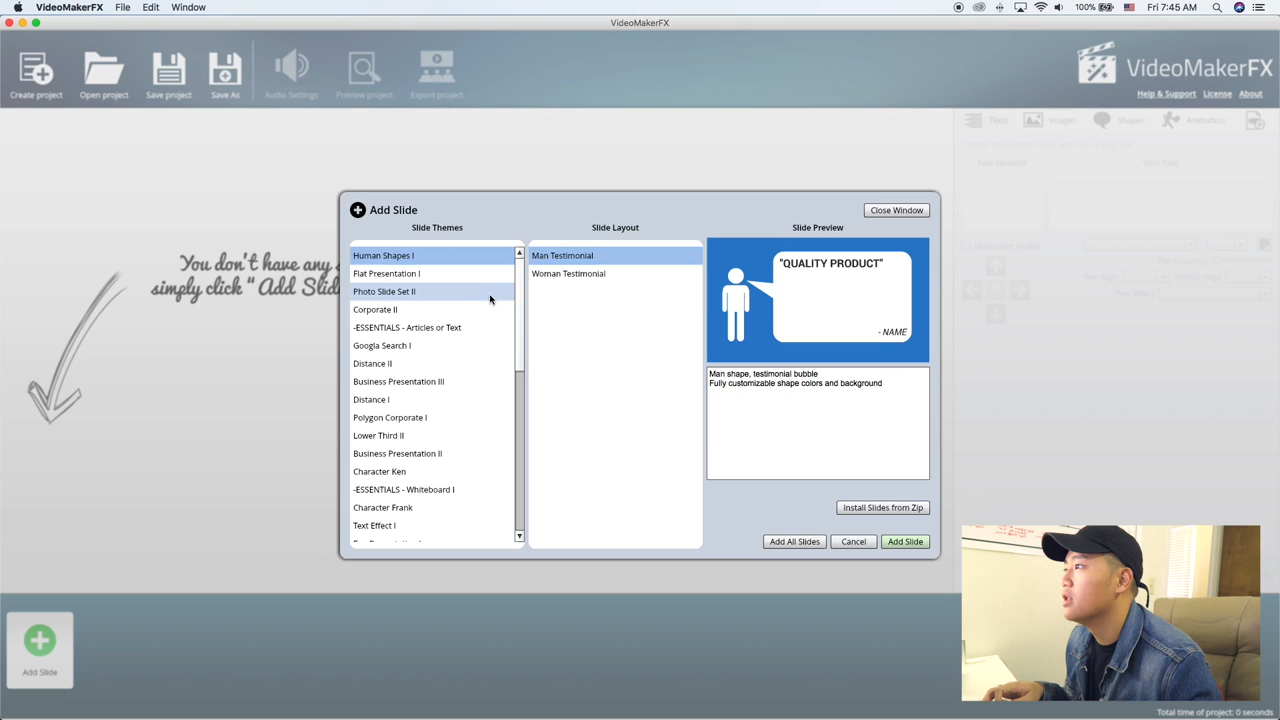 VideoMakerFX File Edit Window
100% Fri 7:45 AM
VideoMakerFX
Create project
Open project
Save project
Save As
Audio Settings
Preview project
Export project
VideoMakerFX
Help & Support License About
Texts Images Shapes Animation
You don't have any s
simply click " Add Slid
Add Slide
Close Window
Slide Themes
Slide Layout
Slide Preview
Human Shapes I
Flat Presentation I
Photo Slide Set II
Corporate II
-ESSENTIALS - Articles or Text
Googla Search I
Distance II
Business Presentation III
Distance I
Polygon Corporate I
Lower Third II
Business Presentation II
Character Ken
-ESSENTIALS - Whiteboard I
Character Frank
Text Effect I
Man Testimonial
Woman Testimonial
"QUALITY PRODUCT"
- NAME
Man shape, testimonial bubble
Fully customizable shape colors and background
Install Slides from Zip
Add All Slides
Cancel
Add Slide
Add Slide
Total time of project: 0 seconds